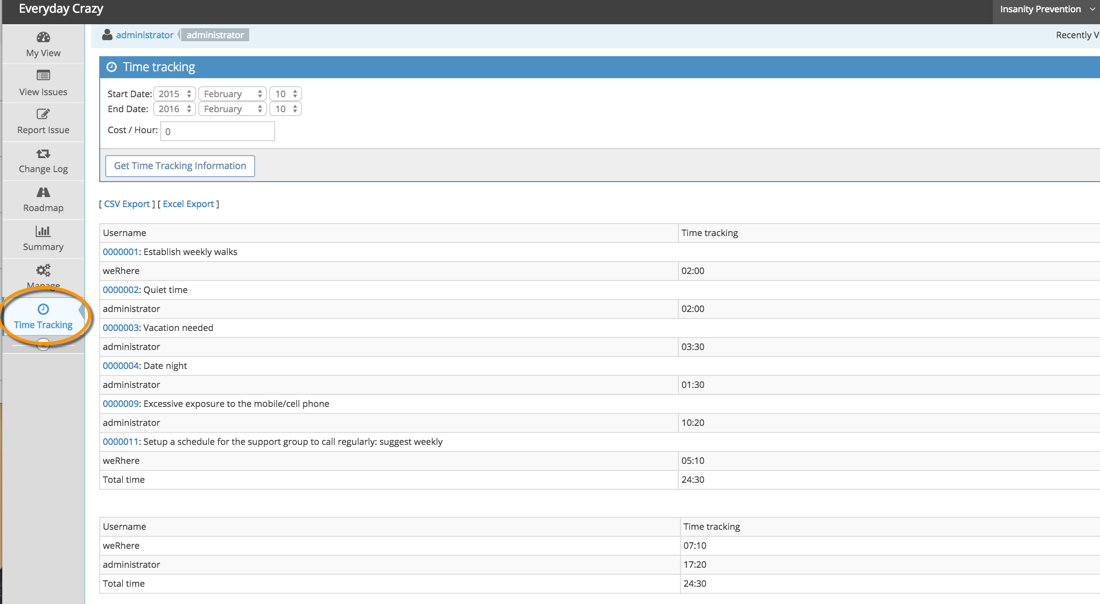 Everyday Crazy
Insanity Prevention
administrator administrator
Recently V
My View
View Issues
Report Issue
Change Log
Roadmap
Summary
Manage
Time Tracking
Time tracking
Start Date: 2015 February 10
End Date: 2016 February 10
Cost / Hour: 0
Get Time Tracking Information
[ CSV Export ] [ Excel Export ]
Username Time tracking
0000001: Establish weekly walks
weRhere 02:00
0000002: Quiet time
administrator 02:00
0000003: Vacation needed
administrator 03:30
0000004: Date night
administrator 01:30
0000009: Excessive exposure to the mobile/cell phone
administrator 10:20
0000011: Setup a schedule for the support group to call regularly: suggest weekly
weRhere 05:10
Total time 24:30
Username Time tracking
weRhere 07:10
administrator 17:20
Total time 24:30